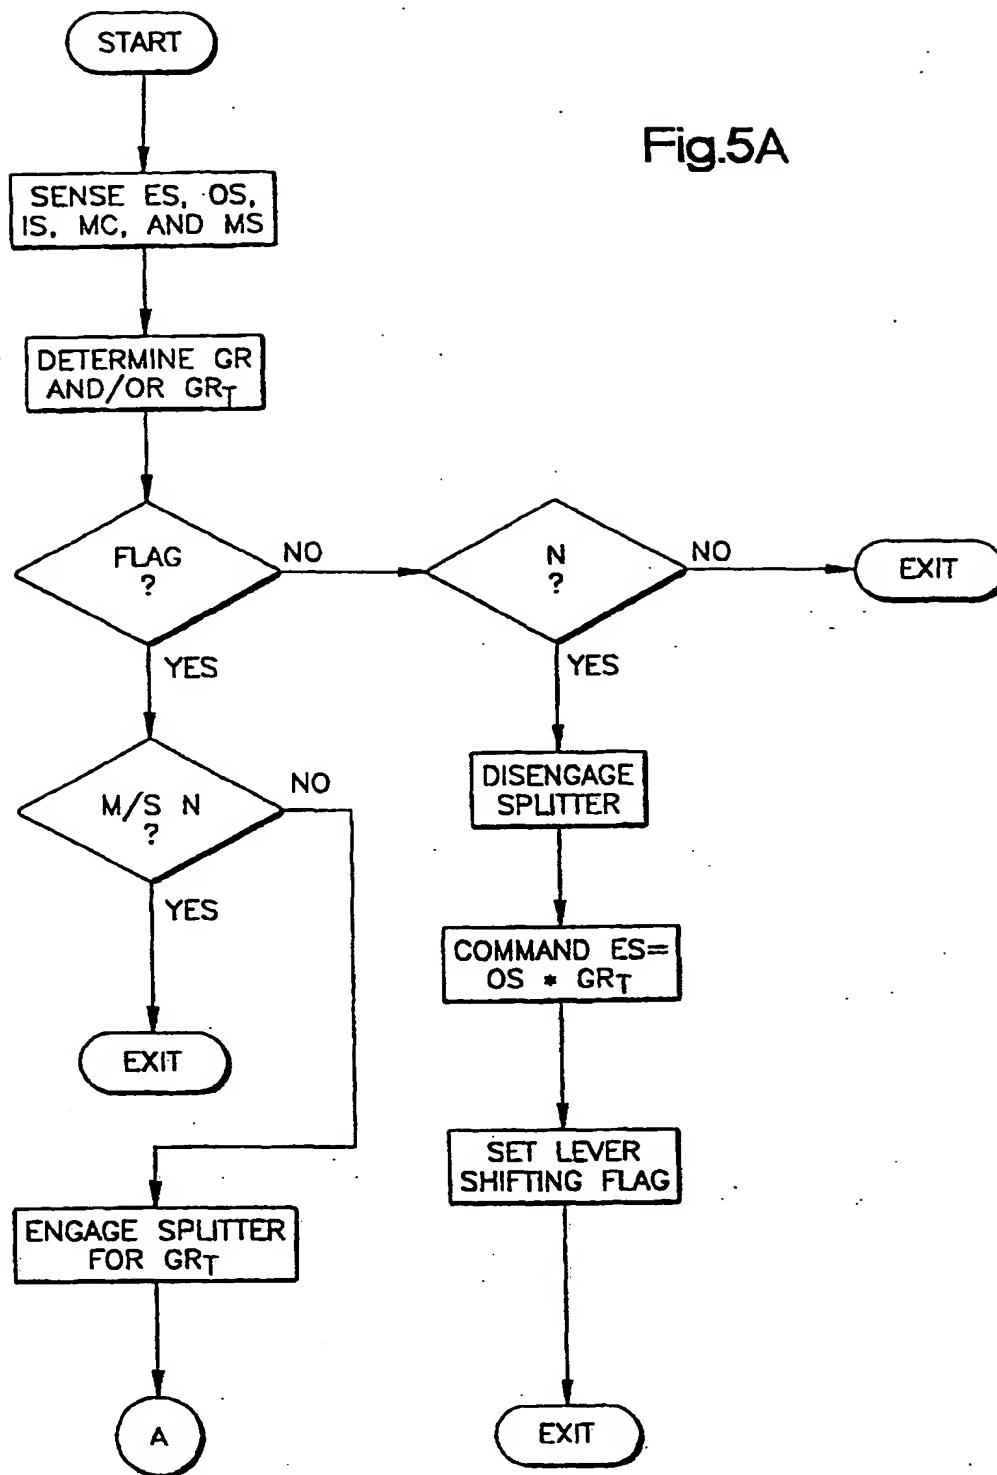 START
Fig.5A
SENSE ES, OS,
IS, MC, AND MS
DETERMINE GR
AND/OR GRT
FLAG
?
NO
N
?
NO
EXIT
YES
YES
M/S N
?
NO
DISENGAGE
SPLITTER
YES
COMMAND ES=
OS * GRT
EXIT
SET LEVER
SHIFTING FLAG
ENGAGE SPLITTER
FOR GRT
A
EXIT